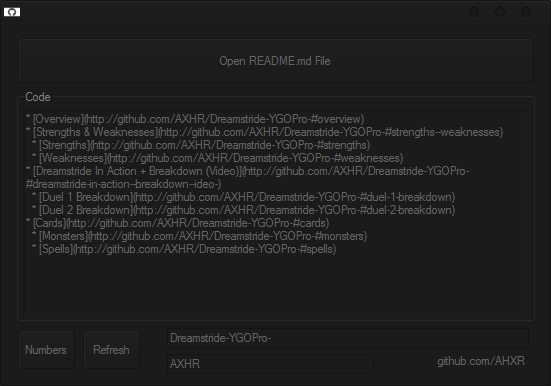 Open README.md File
Code
* [Overview](http://github.com/AXHR/Dreamstride-YGOPro-#overview)
* [Strengths & Weaknesses](http://github.com/AXHR/Dreamstride-YGOPro-#strengths--weaknesses)
* [Strengths](http://github.com/AXHR/Dreamstride-YGOPro-#strengths)
* [Weaknesses](http://github.com/AXHR/Dreamstride-YGOPro-#weaknesses)
* [Dreamstride In Action + Breakdown (Video)](http://github.com/AXHR/Dreamstride-YGOPro-
#dreamstride-in-action--breakdown--ideo-)
* [Duel 1 Breakdown](http://github.com/AXHR/Dreamstride-YGOPro-#duel-1-breakdown)
* [Duel 2 Breakdown](http://github.com/AXHR/Dreamstride-YGOPro-#duel-2-breakdown)
* [Cards](http://github.com/AXHR/Dreamstride-YGOPro-#cards)
* [Monsters](http://github.com/AXHR/Dreamstride-YGOPro-#monsters)
* [Spells](http://github.com/AXHR/Dreamstride-YGOPro-#spells)
Numbers
Refresh
Dreamstride-YGOPro-
AXHR
github.com/AHXR